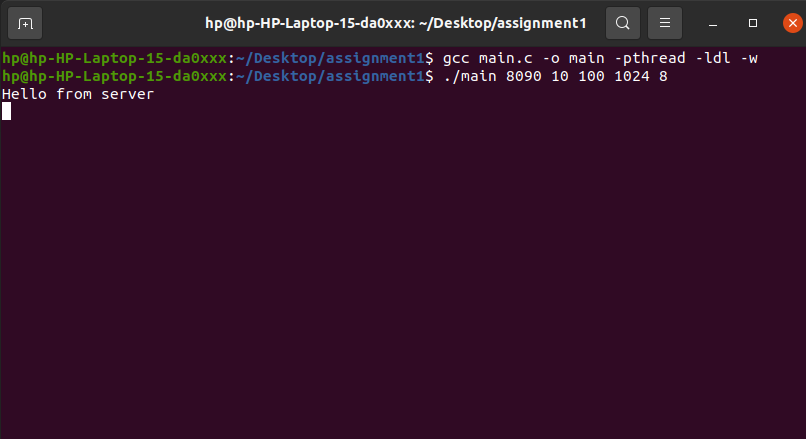 hp@hp-HP-Laptop-15-da0xxx: ~/Desktop/assignment1
hp@hp-HP-Laptop-15-da0xxx:~/Desktop/assignment1$ gcc main.c -o main -pthread -ldl -w
hp@hp-HP-Laptop-15-da0xxx:~/Desktop/assignment1$ ./main 8090 10 100 1024 8
Hello from server